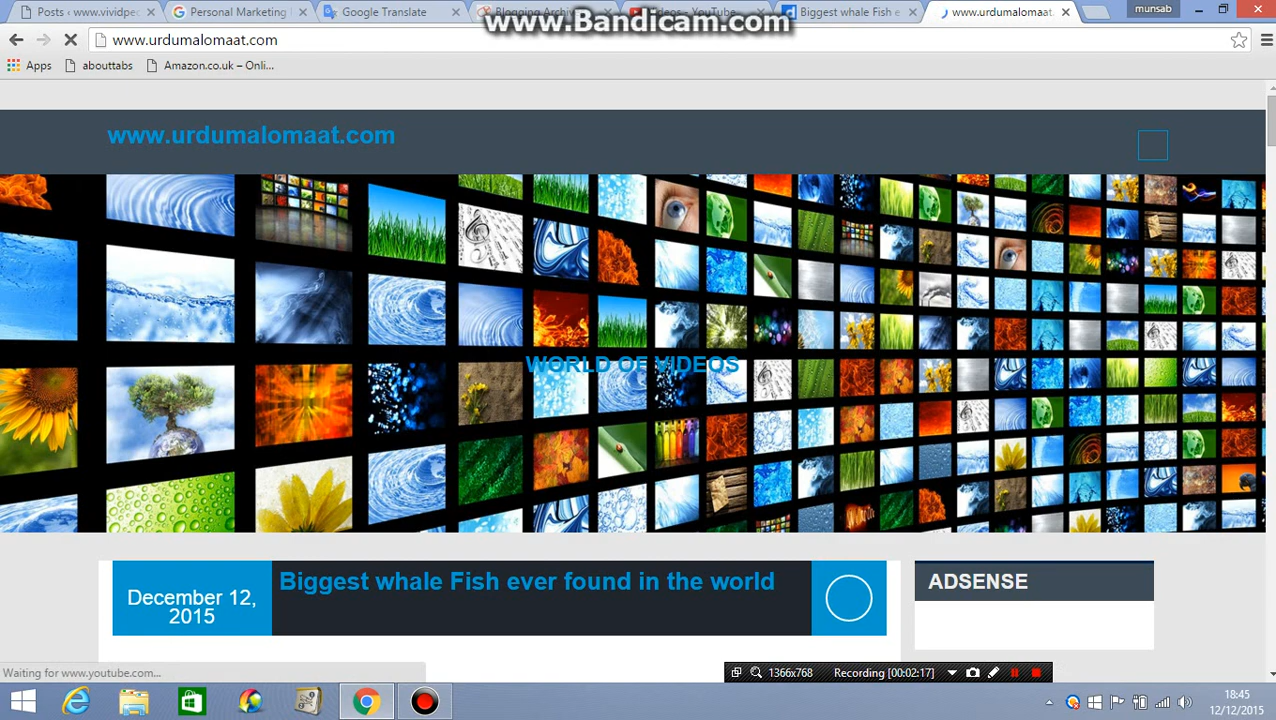 Posts ‹ www.vividpe
Personal Marketing
Google Translate
Blogging Archiv
Videos - YouTube
Biggest whale Fish e
www.urdumalomaat.
munsab
www.Bandicam.com
www.urdumalomaat.com
Apps
abouttabs
Amazon.co.uk – Onli...
www.urdumalomaat.com
WORLD OF VIDEOS
December 12,
2015
Biggest whale Fish ever found in the world
ADSENSE
Waiting for www.youtube.com...
1366x768
Recording [00:02:17]
18:45
12/12/2015